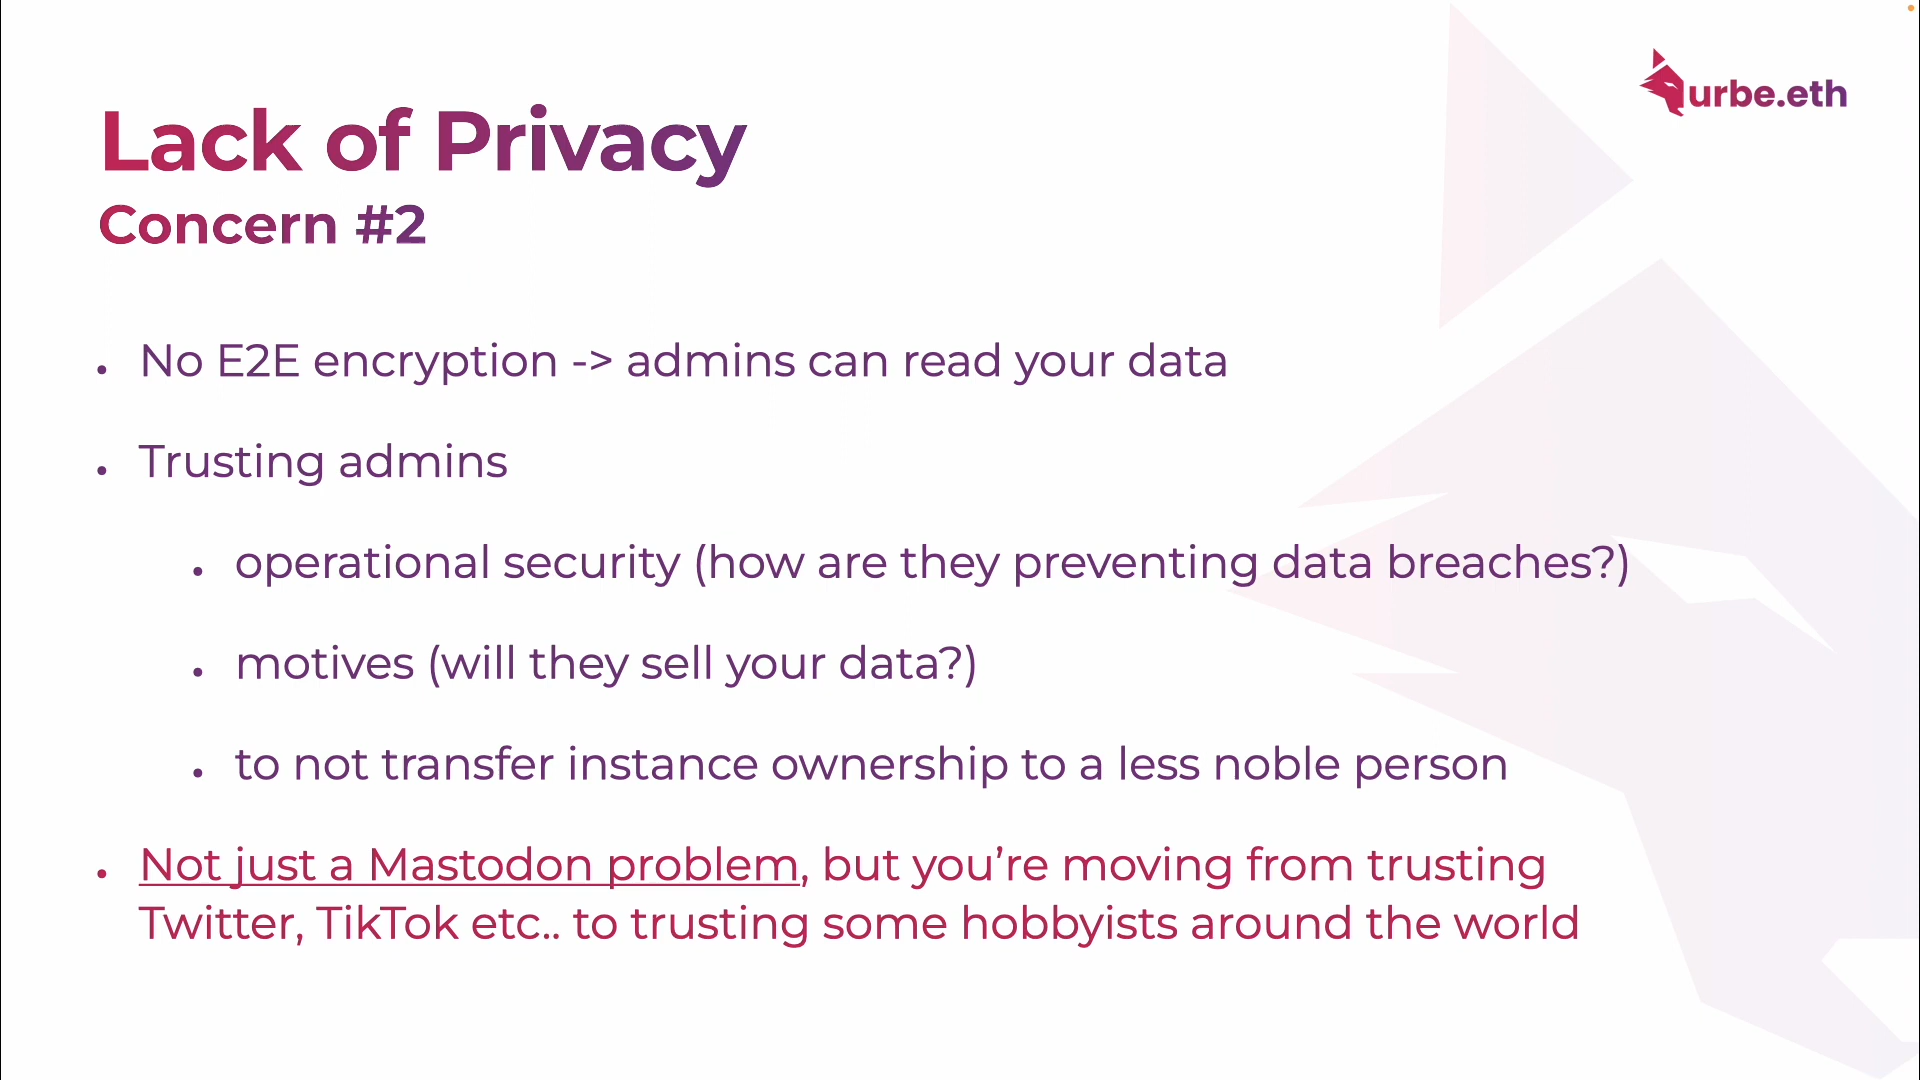 urbe.eth
Lack of Privacy
Concern #2
• No E2E encryption -> admins can read your data
• Trusting admins
• operational security (how are they preventing data breaches?)
• motives (will they sell your data?)
• to not transfer instance ownership to a less noble person
• Not just a Mastodon problem, but you’re moving from trusting
Twitter, TikTok etc.. to trusting some hobbyists around the world